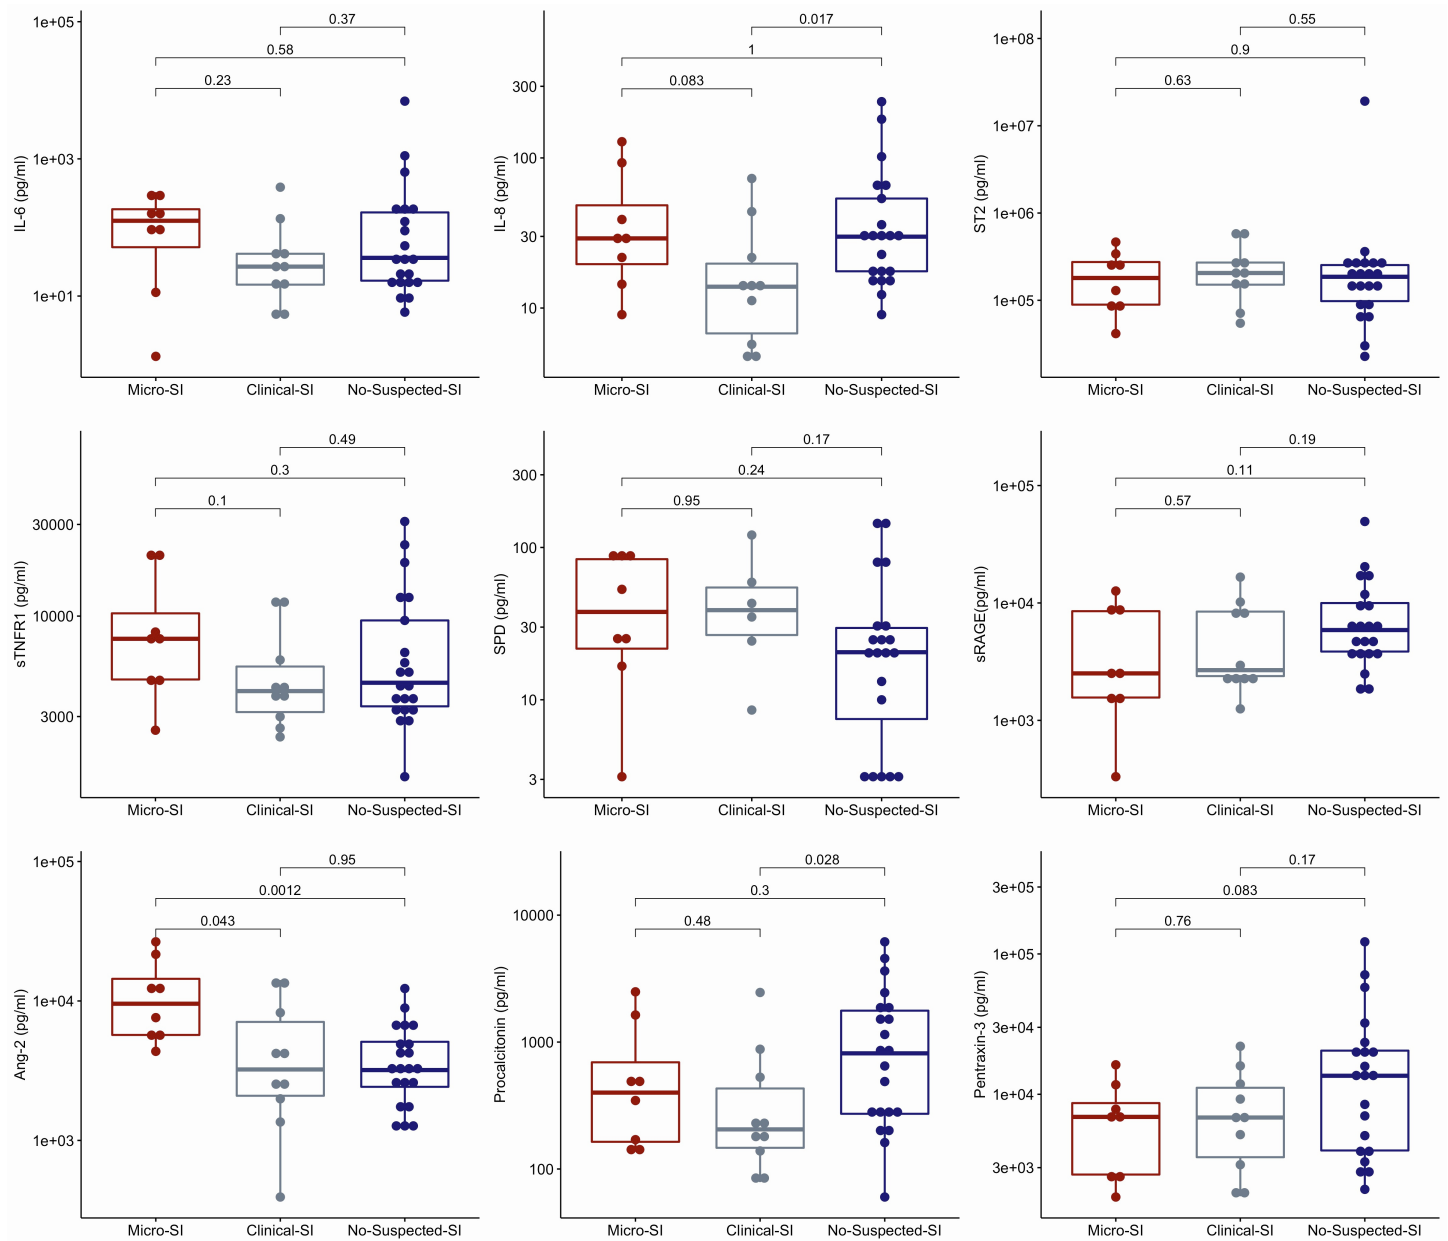 IL-6 (pg/ml)
1e+05
1e+03
1e+01
0.37
0.58
0.23
Micro-SI Clinical-SI No-Suspected-SI
IL-8 (pg/ml)
300
100
30
10
0.017
1
0.083
Micro-SI Clinical-SI No-Suspected-SI
ST2 (pg/ml)
1e+08
1e+07
1e+06
1e+05
0.55
0.9
0.63
Micro-SI Clinical-SI No-Suspected-SI
sTNFR1 (pg/ml)
30000
10000
3000
0.49
0.3
0.1
Micro-SI Clinical-SI No-Suspected-SI
SPD (pg/ml)
300
100
30
10
3
0.17
0.24
0.95
Micro-SI Clinical-SI No-Suspected-SI
sRAGE(pg/ml)
1e+05
1e+04
1e+03
0.19
0.11
0.57
Micro-SI Clinical-SI No-Suspected-SI
Ang-2 (pg/ml)
1e+05
1e+04
1e+03
0.95
0.0012
0.043
Micro-SI Clinical-SI No-Suspected-SI
Procalcitonin (pg/ml)
10000
1000
100
0.028
0.3
0.48
Micro-SI Clinical-SI No-Suspected-SI
Pentraxin-3 (pg/ml)
3e+05
1e+05
3e+04
1e+04
3e+03
0.17
0.083
0.76
Micro-SI Clinical-SI No-Suspected-SI